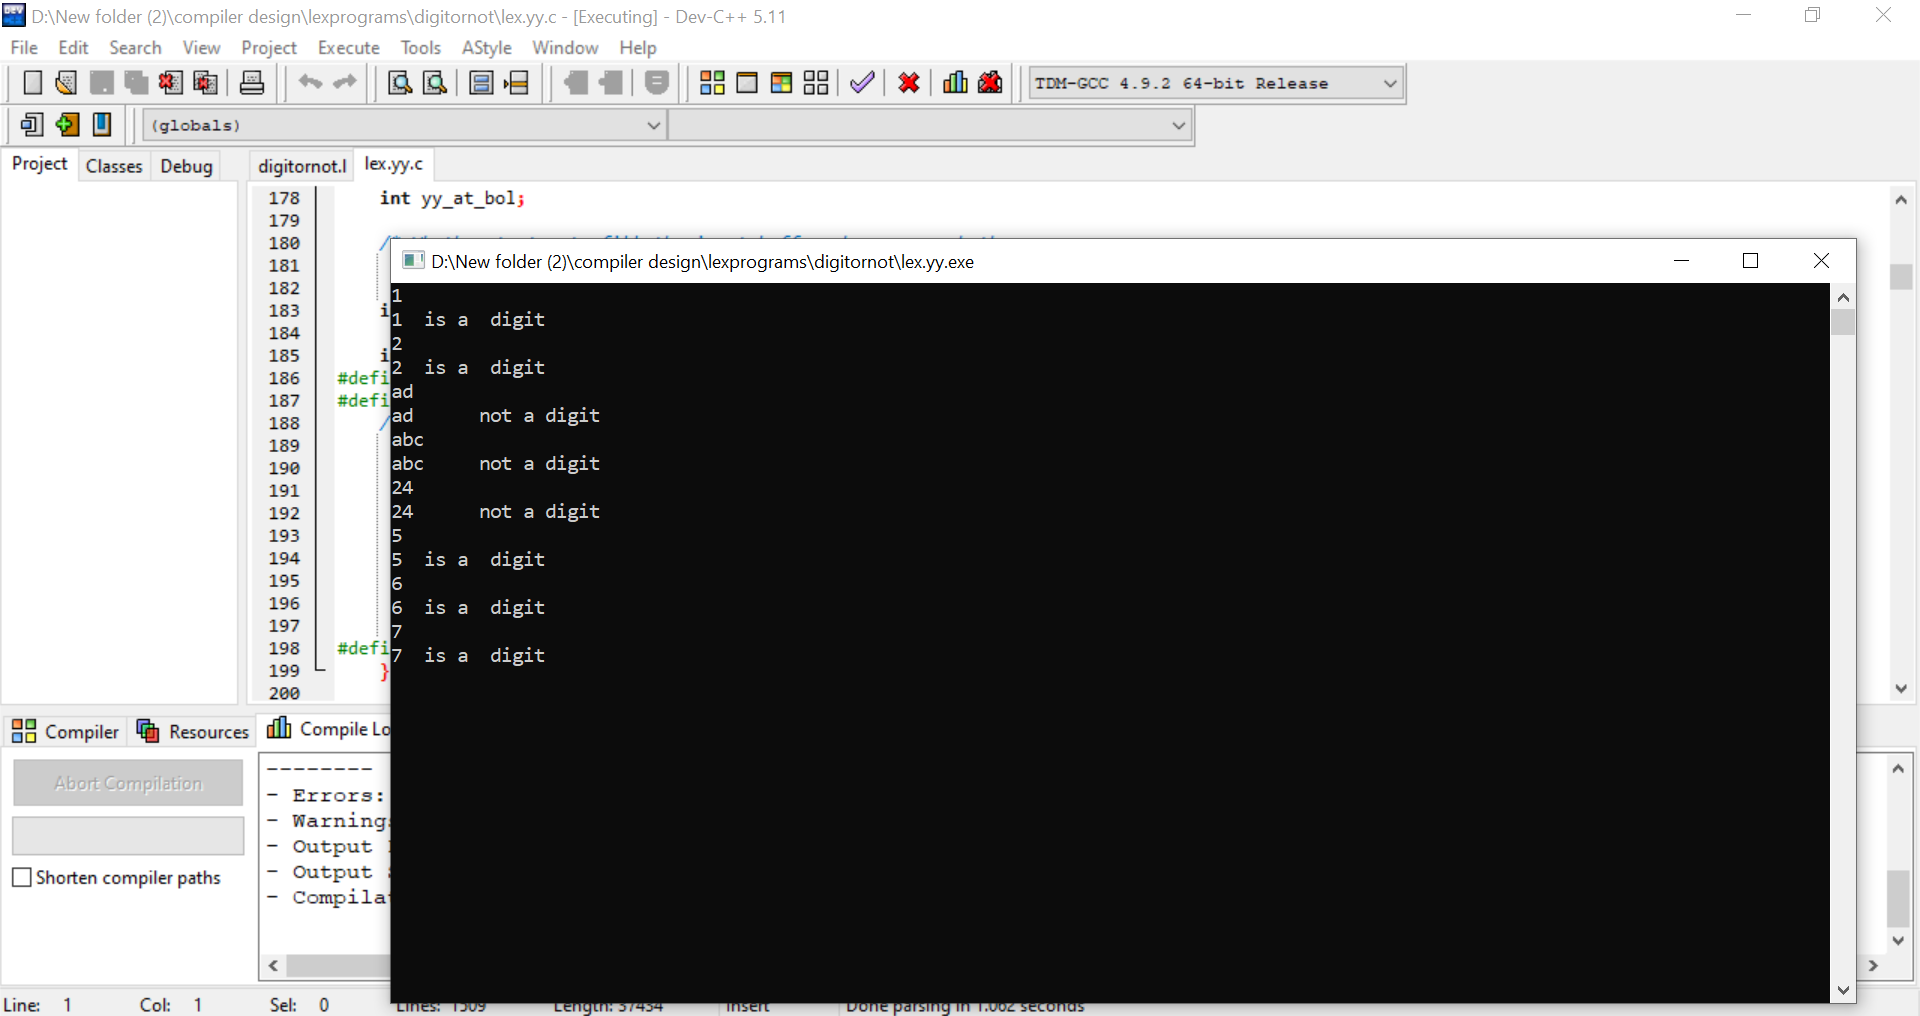 D:\New folder (2)\compiler design\lexprograms\digitornot\lex.yy.c - [Executing] - Dev-C++ 5.11
File Edit Search View Project Execute Tools AStyle Window Help
TDM-GCC 4.9.2 64-bit Release
(globals)
Project Classes Debug digitornot.l lex.yy.c
178 int yy_at_bol;
179
180
181
182
183
184
185
186 #defi
187 #defi
188
189
190
191
192
193
194
195
196
197
198 #defi
199 }
200
D:\New folder (2)\compiler design\lexprograms\digitornot\lex.yy.exe
1
1 is a digit
2
2 is a digit
ad
ad not a digit
abc
abc not a digit
24
24 not a digit
5
5 is a digit
6
6 is a digit
7
7 is a digit
Compiler Resources Compile Lo
Abort Compilation
Shorten compiler paths
--------
- Errors:
- Warning
- Output
- Output
- Compila
Line: 1 Col: 1 Sel: 0 Lines: 1509 Length: 37434 Insert Done parsing in 1.062 seconds